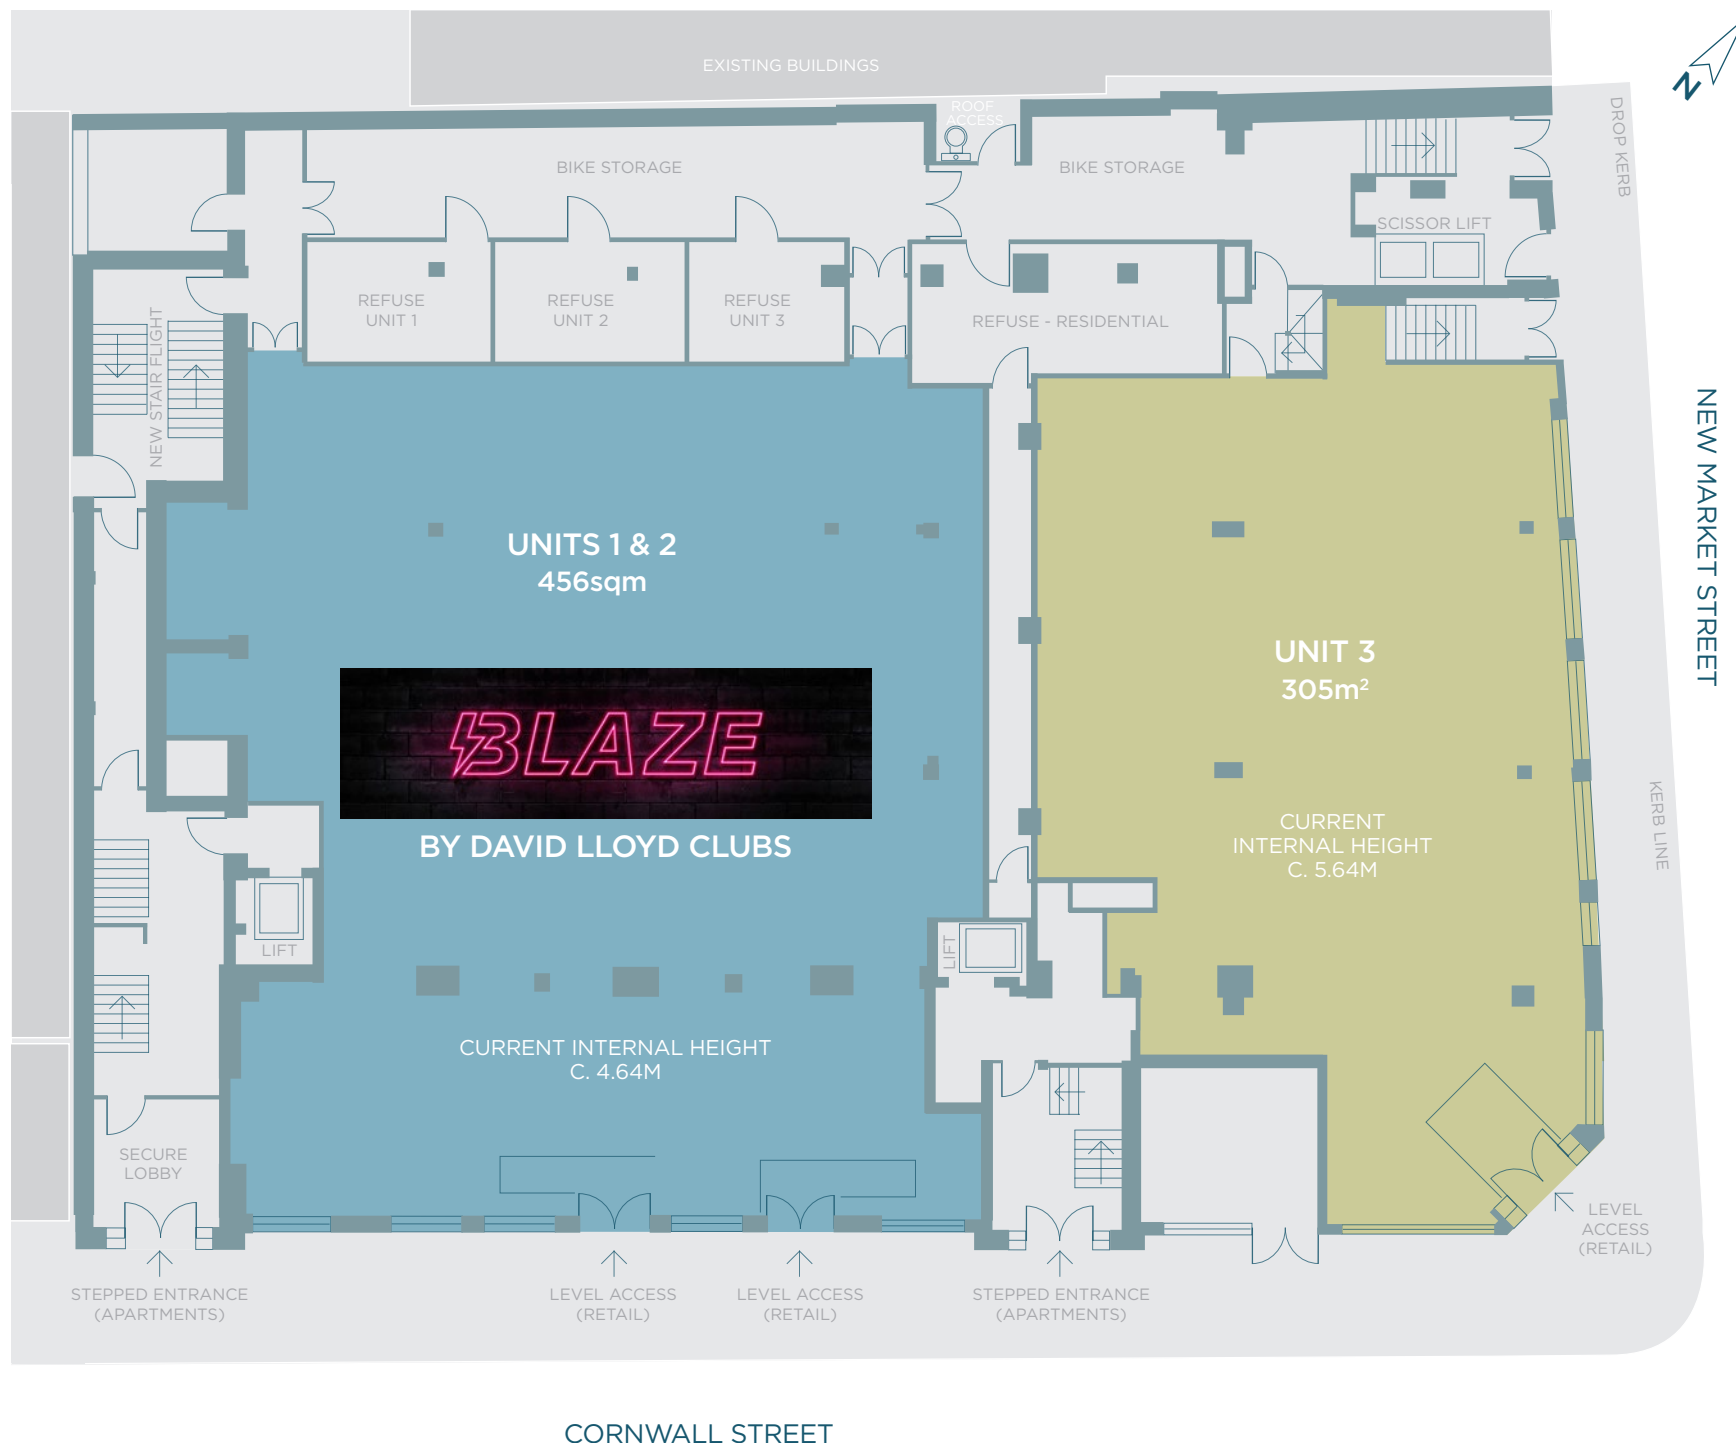 EXISTING BUILDINGS
N
ROOF
ACCESS
DROP KERB
BIKE STORAGE
BIKE STORAGE
SCISSOR LIFT
REFUSE
UNIT 1
REFUSE
UNIT 2
REFUSE
UNIT 3
REFUSE - RESIDENTIAL
NEW STAIR FLIGHT
NEW MARKET STREET
UNITS 1 & 2
456sqm
UNIT 3
305m²
BLAZE
BY DAVID LLOYD CLUBS
CURRENT
INTERNAL HEIGHT
C. 5.64M
KERB LINE
LIFT
LIFT
CURRENT INTERNAL HEIGHT
C. 4.64M
SECURE
LOBBY
LEVEL
ACCESS
(RETAIL)
STEPPED ENTRANCE
(APARTMENTS)
LEVEL ACCESS
(RETAIL)
LEVEL ACCESS
(RETAIL)
STEPPED ENTRANCE
(APARTMENTS)
CORNWALL STREET